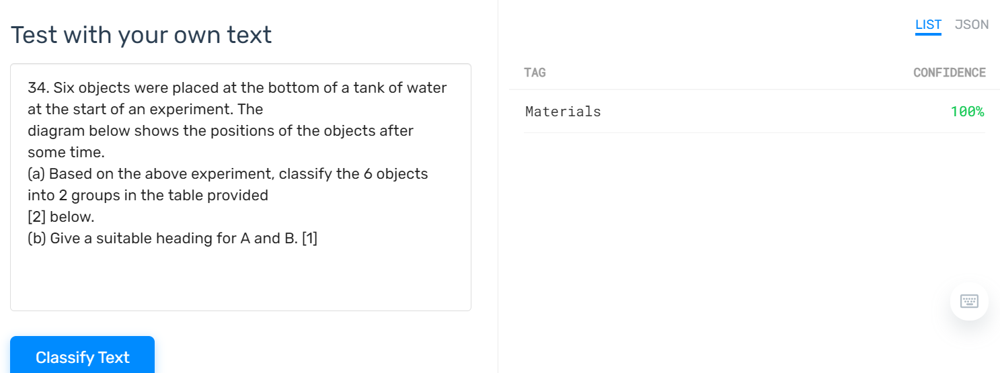 Test with your own text
34. Six objects were placed at the bottom of a tank of water
at the start of an experiment. The
diagram below shows the positions of the objects after
some time.
(a) Based on the above experiment, classify the 6 objects
into 2 groups in the table provided
[2] below.
(b) Give a suitable heading for A and B. [1]
Classify Text
LIST JSON
TAG CONFIDENCE
Materials 100%